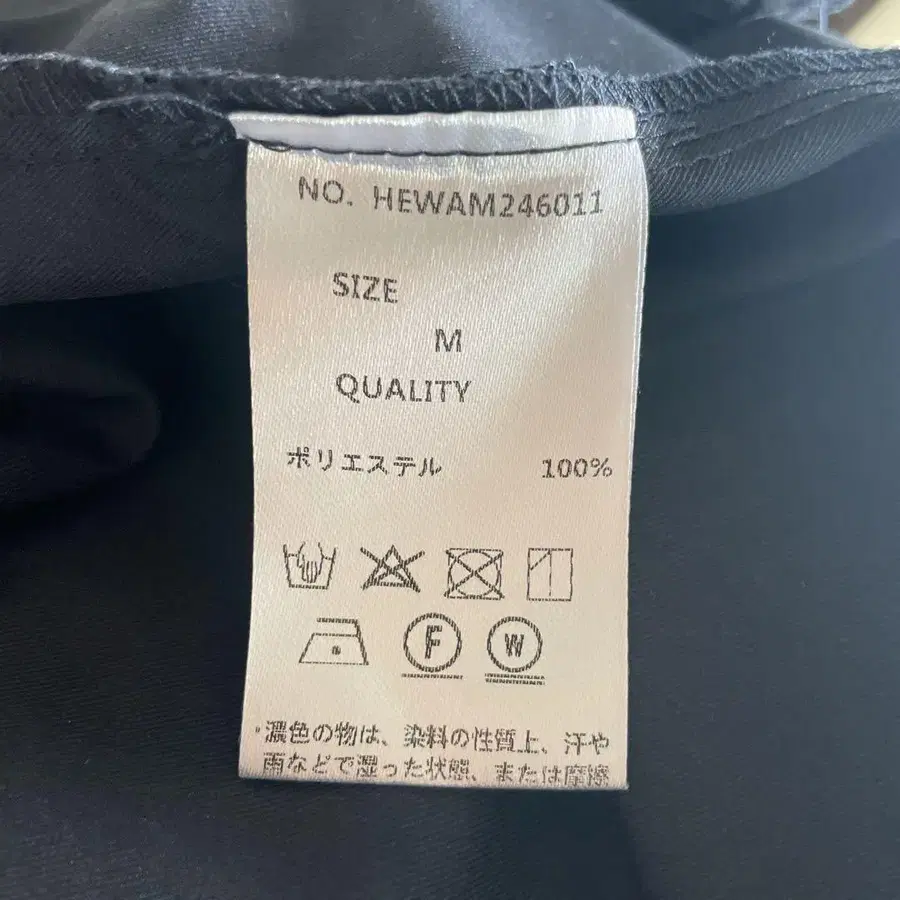 NO. HEWAM246011
SIZE
M
QUALITY
ポリエステル 100%
F W
*濃色の物は、染料の性質上、汗や
雨などで湿った状態、または摩擦